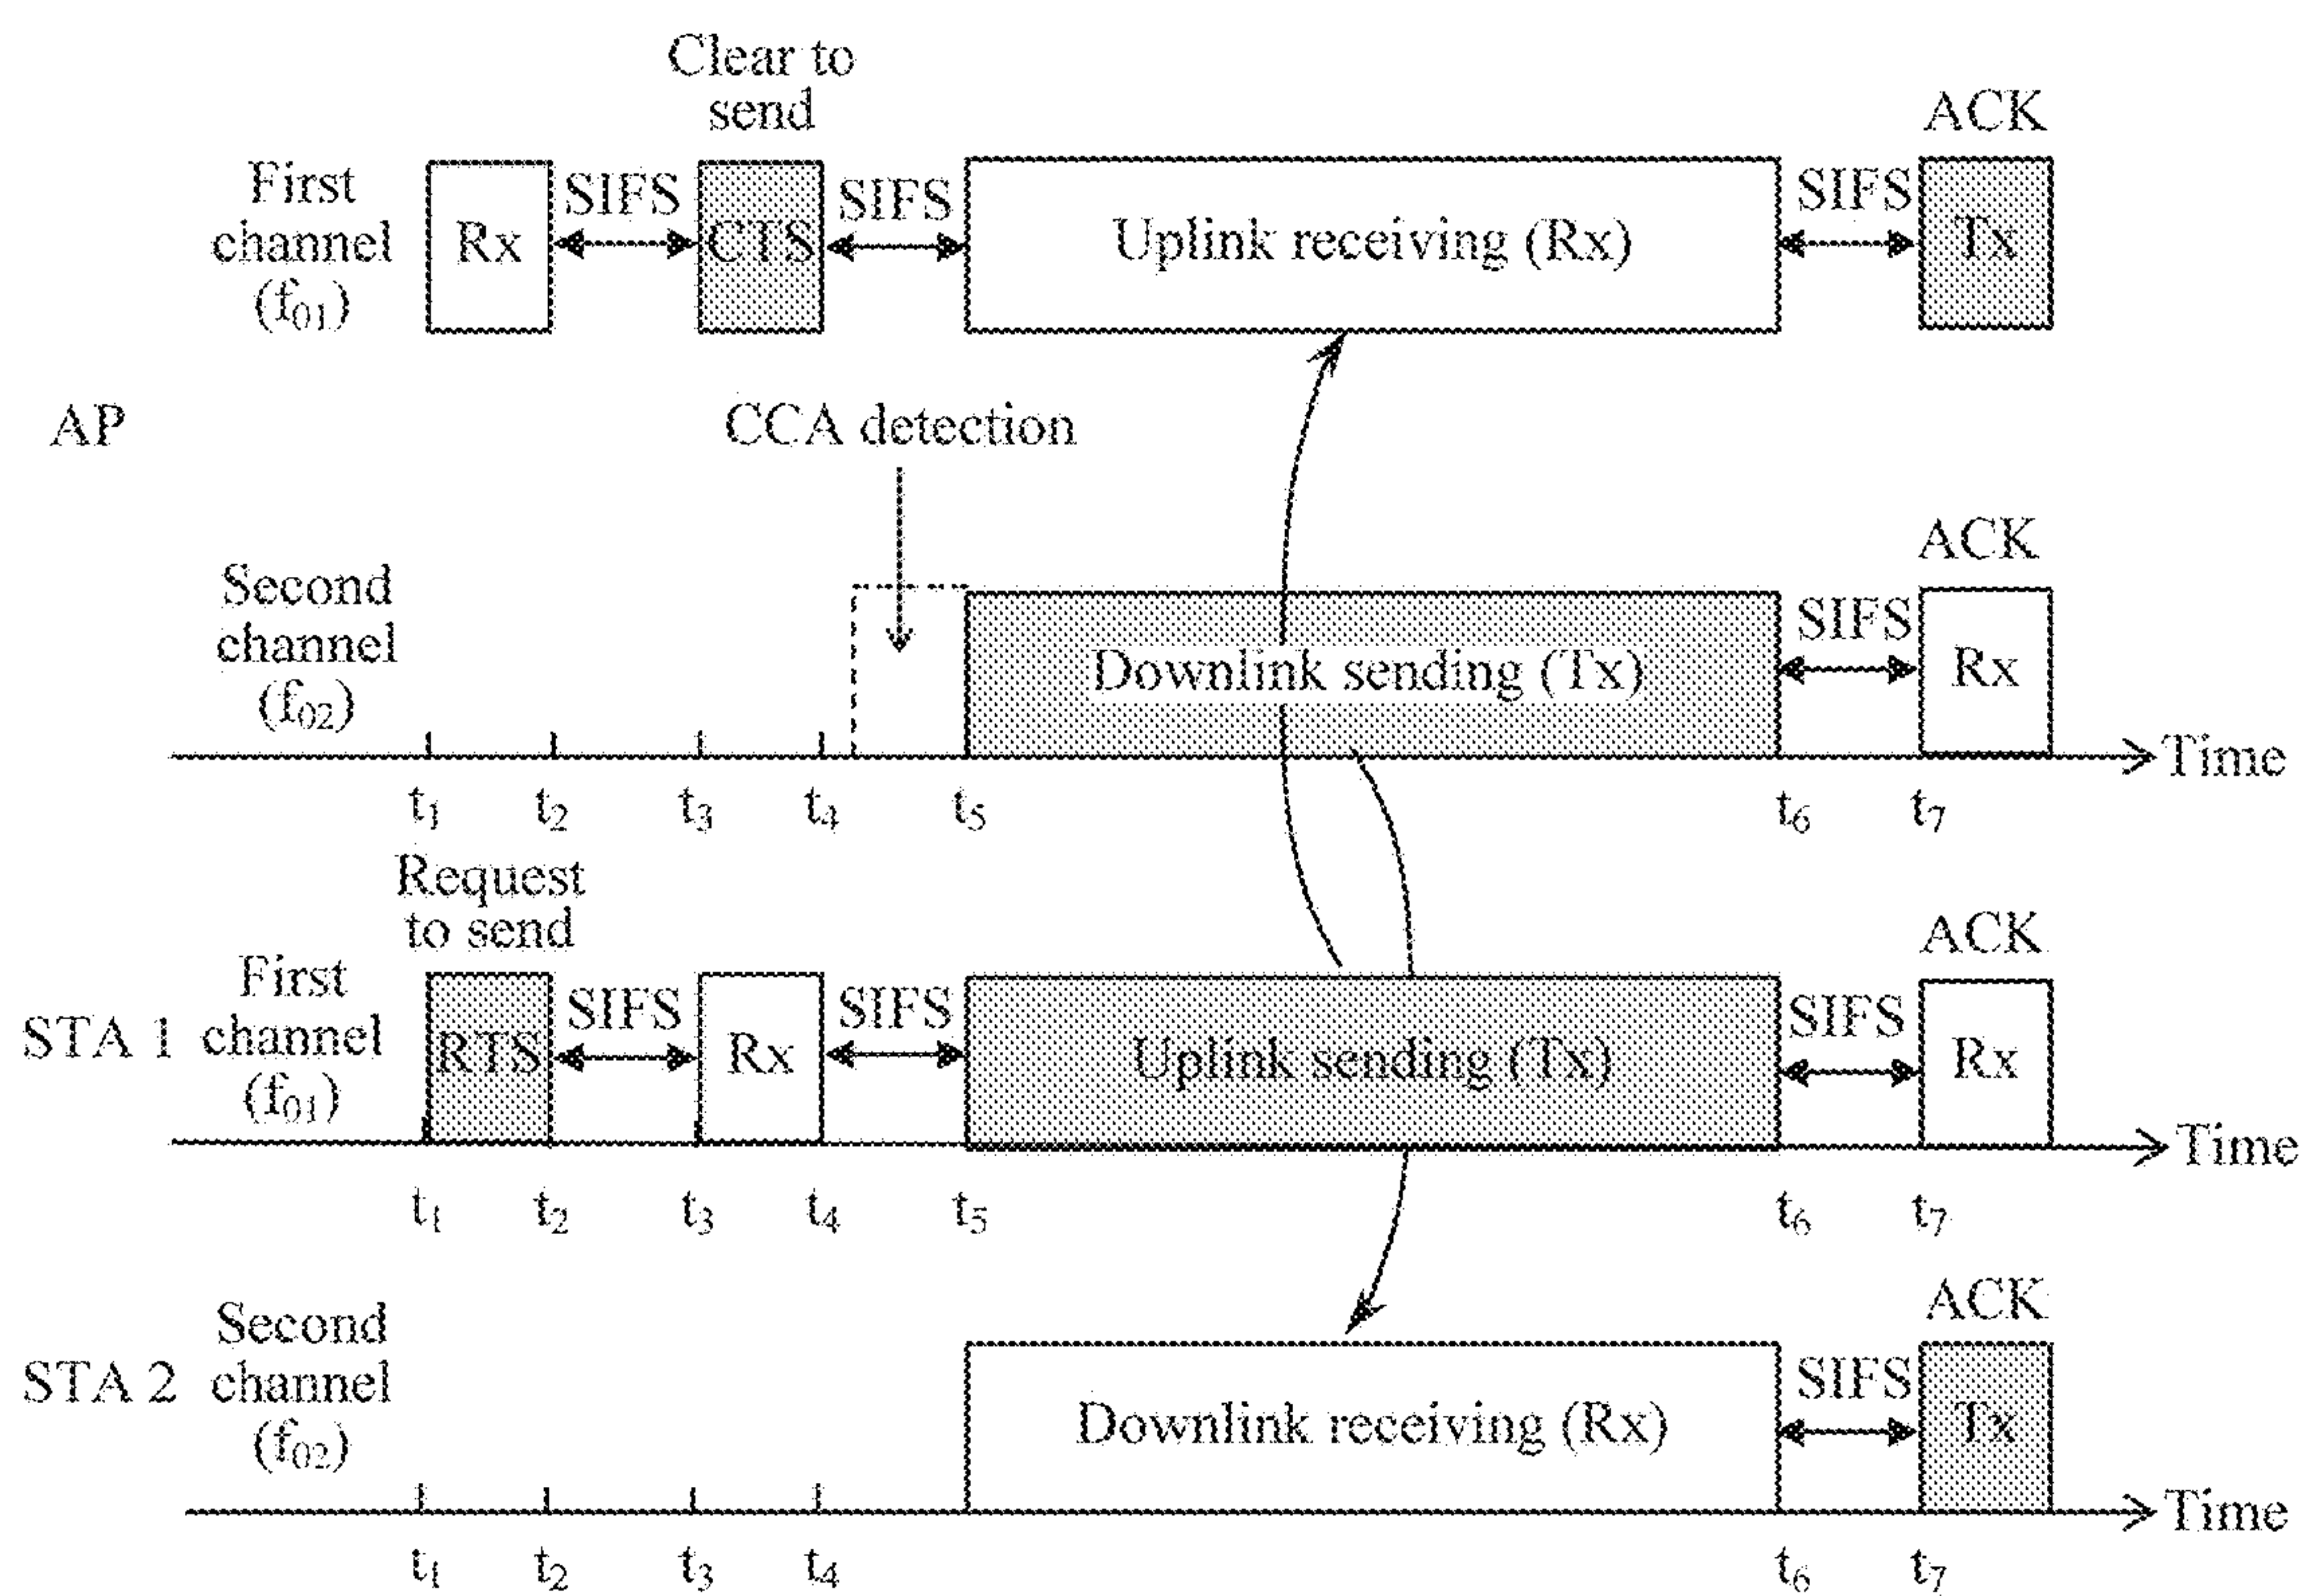 Clear to
send
ACK
First
channel
(f01)
Rx
SIFS
CTS
SIFS
Uplink receiving (Rx)
SIFS
Tx
AP
CCA detection
ACK
Second
channel
(f02)
Downlink sending (Tx)
SIFS
Rx
Time
t1 t2 t3 t4 t5 t6 t7
Request
to send
ACK
STA 1
First
channel
(f01)
RTS
SIFS
Rx
SIFS
Uplink sending (Tx)
SIFS
Rx
Time
t1 t2 t3 t4 t5 t6 t7
ACK
STA 2
Second
channel
(f02)
Downlink receiving (Rx)
SIFS
Tx
Time
t1 t2 t3 t4 t6 t7